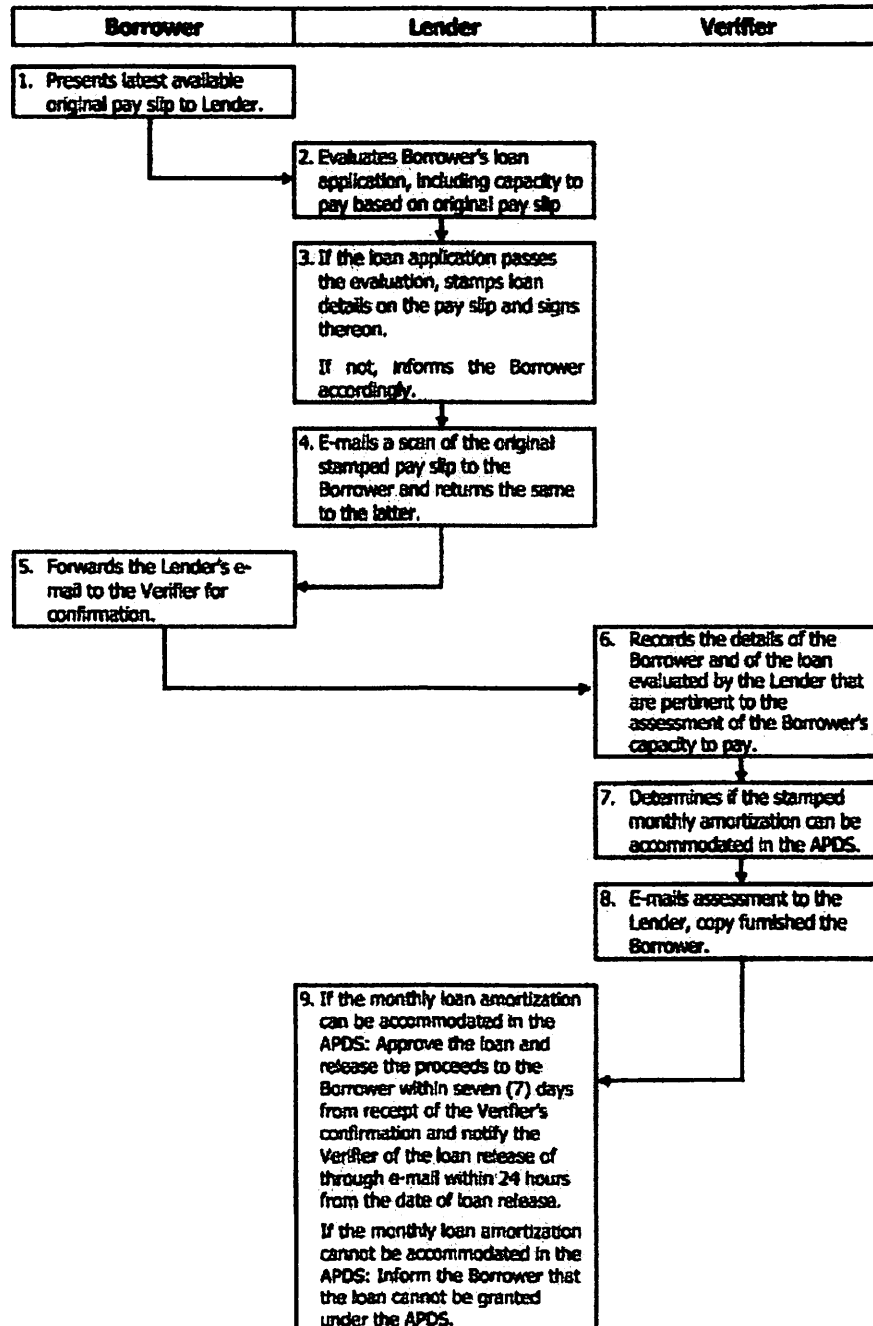 Borrower Lender Verifier
1. Presents latest available
original pay slip to Lender.
2. Evaluates Borrower's loan
application, including capacity to
pay based on original pay slip
3. If the loan application passes
the evaluation, stamps loan
details on the pay slip and signs
thereon.
If not, informs the Borrower
accordingly.
4. E-mails a scan of the original
stamped pay slip to the
Borrower and returns the same
to the latter.
5. Forwards the Lender's e-
mail to the Verifier for
confirmation.
6. Records the details of the
Borrower and of the loan
evaluated by the Lender that
are pertinent to the
assessment of the Borrower's
capacity to pay.
7. Determines if the stamped
monthly amortization can be
accommodated in the APDS.
8. E-mails assessment to the
Lender, copy furnished the
Borrower.
9. If the monthly loan amortization
can be accommodated in the
APDS: Approve the loan and
release the proceeds to the
Borrower within seven (7) days
from receipt of the Verifier's
confirmation and notify the
Verifier of the loan release of
through e-mail within 24 hours
from the date of loan release.
If the monthly loan amortization
cannot be accommodated in the
APDS: Inform the Borrower that
the loan cannot be granted
under the APDS.